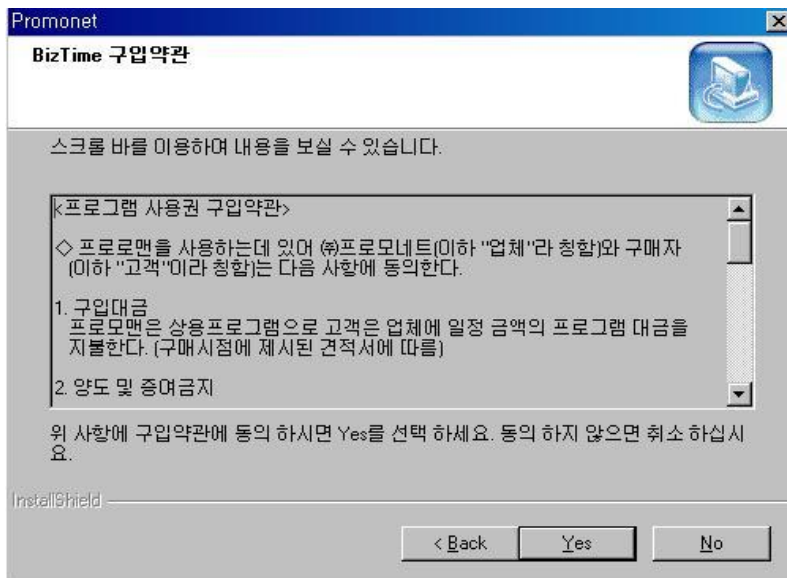 Promonet
BizTime 구입약관
스크롤 바를 이용하며 내용을 보실 수 있습니다.
<프로그램 사용권 구입약관>
◇ 프로로맨을 사용하는데 있어 ㈜프로모네트(이하 "업체"라 칭함)와 구매자
(이하 "고객"이라 칭함)는 다음 사항에 동의한다.
1. 구입대금
프로모맨은 상용프로그램으로 고객은 업체에 일정 금액의 프로그램 대금을
지불한다. (구매시점에 제시된 견적서에 따름)
2. 양도 및 증여금지
위 사항에 구입약관에 동의 하시면 Yes를 선택 하세요. 동의 하지 않으면 취소 하십시
요.
InstallShield
< Back
Yes
No